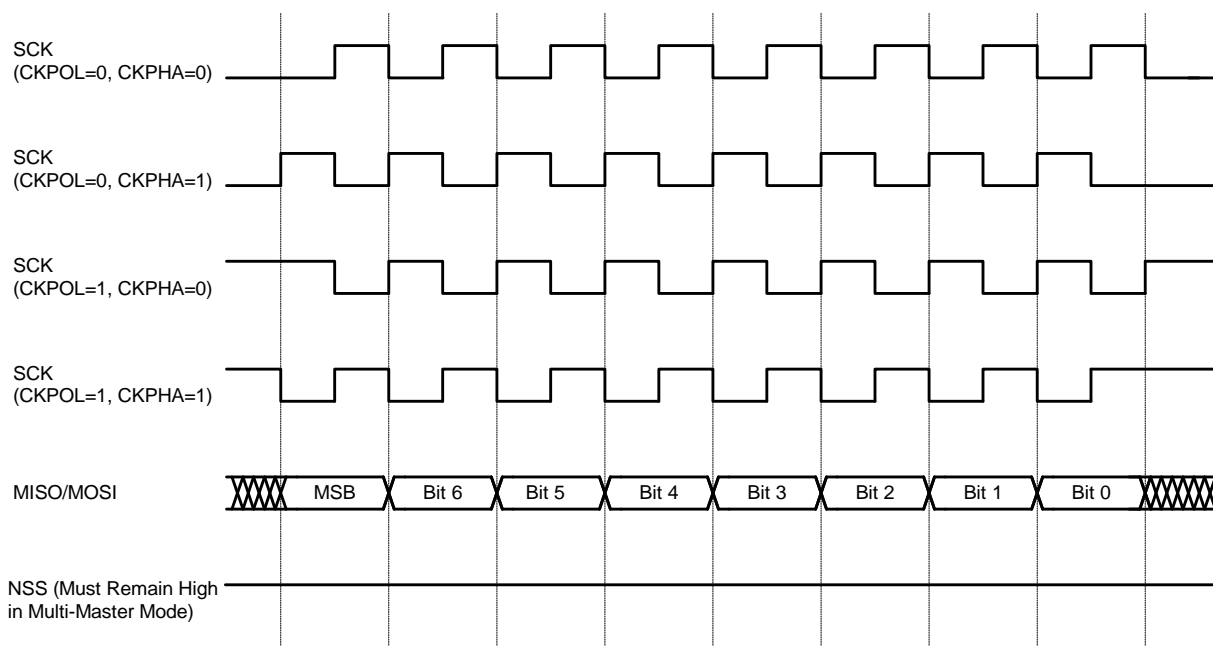 SCK
(CKPOL=0, CKPHA=0)
SCK
(CKPOL=0, CKPHA=1)
SCK
(CKPOL=1, CKPHA=0)
SCK
(CKPOL=1, CKPHA=1)
MISO/MOSI
MSB Bit 6 Bit 5 Bit 4 Bit 3 Bit 2 Bit 1 Bit 0
NSS (Must Remain High
in Multi-Master Mode)